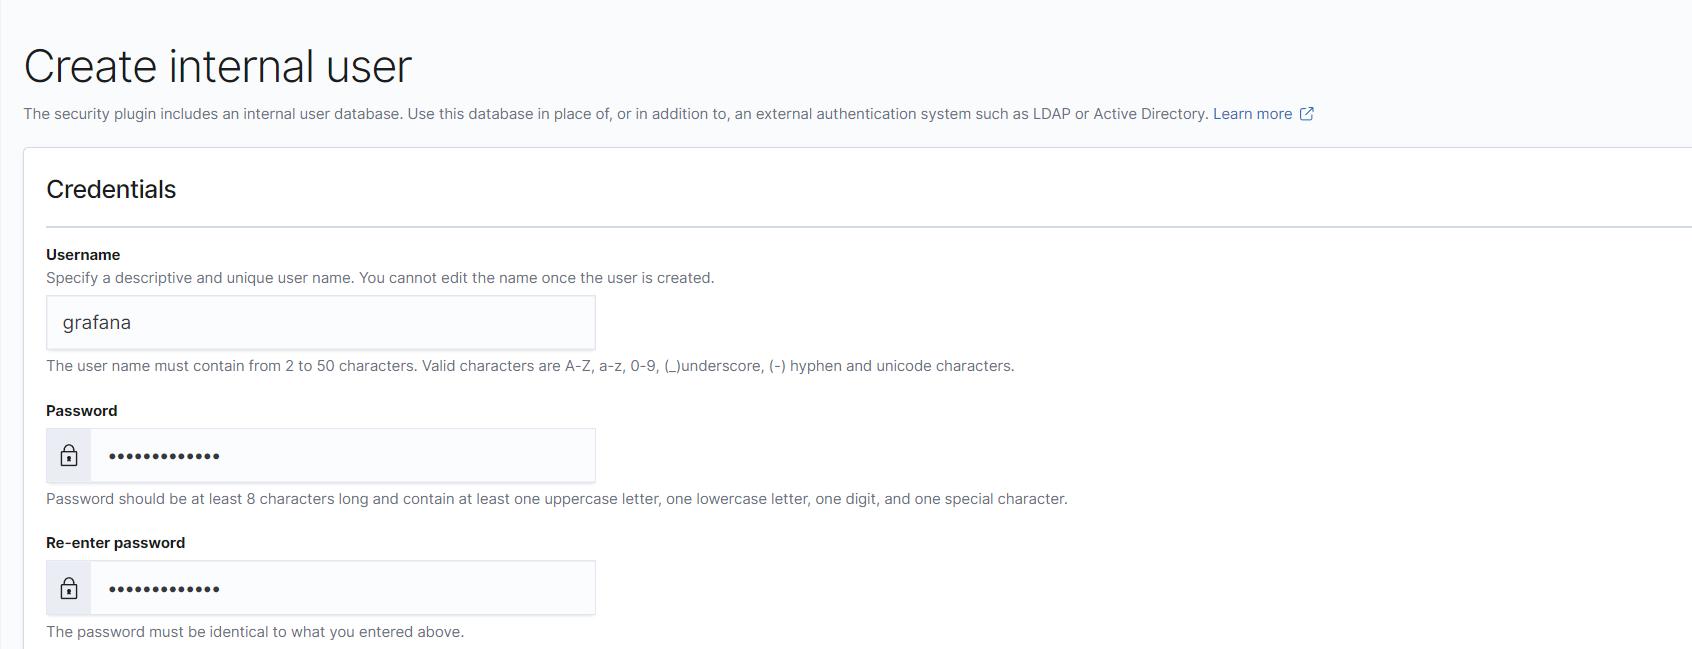 Create internal user
The security plugin includes an internal user database. Use this database in place of, or in addition to, an external authentication system such as LDAP or Active Directory. Learn more
Credentials
Username
Specify a descriptive and unique user name. You cannot edit the name once the user is created.
grafana
The user name must contain from 2 to 50 characters. Valid characters are A-Z, a-z, 0-9, (_)underscore, (-) hyphen and unicode characters.
Password
•••••••••••••
Password should be at least 8 characters long and contain at least one uppercase letter, one lowercase letter, one digit, and one special character.
Re-enter password
•••••••••••••
The password must be identical to what you entered above.